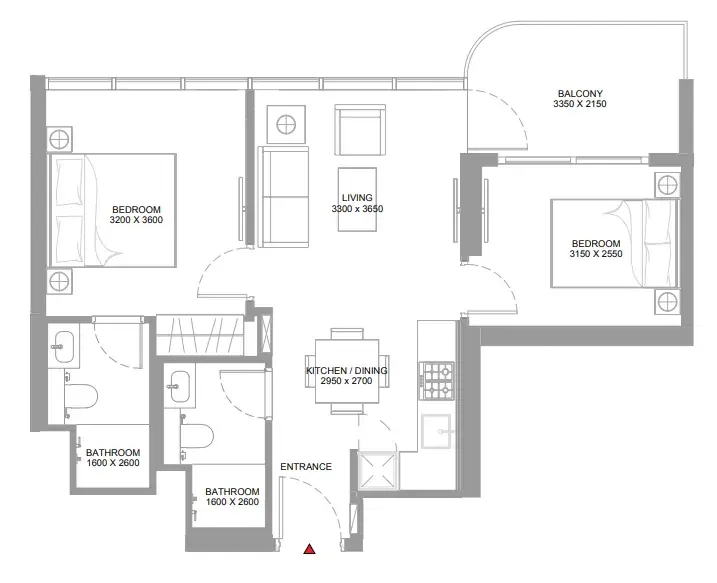 BALCONY
3350 X 2150
BEDROOM
3200 X 3600
LIVING
3300 x 3650
BEDROOM
3150 X 2550
KITCHEN / DINING
2950 x 2700
BATHROOM
1600 X 2600
ENTRANCE
BATHROOM
1600 X 2600